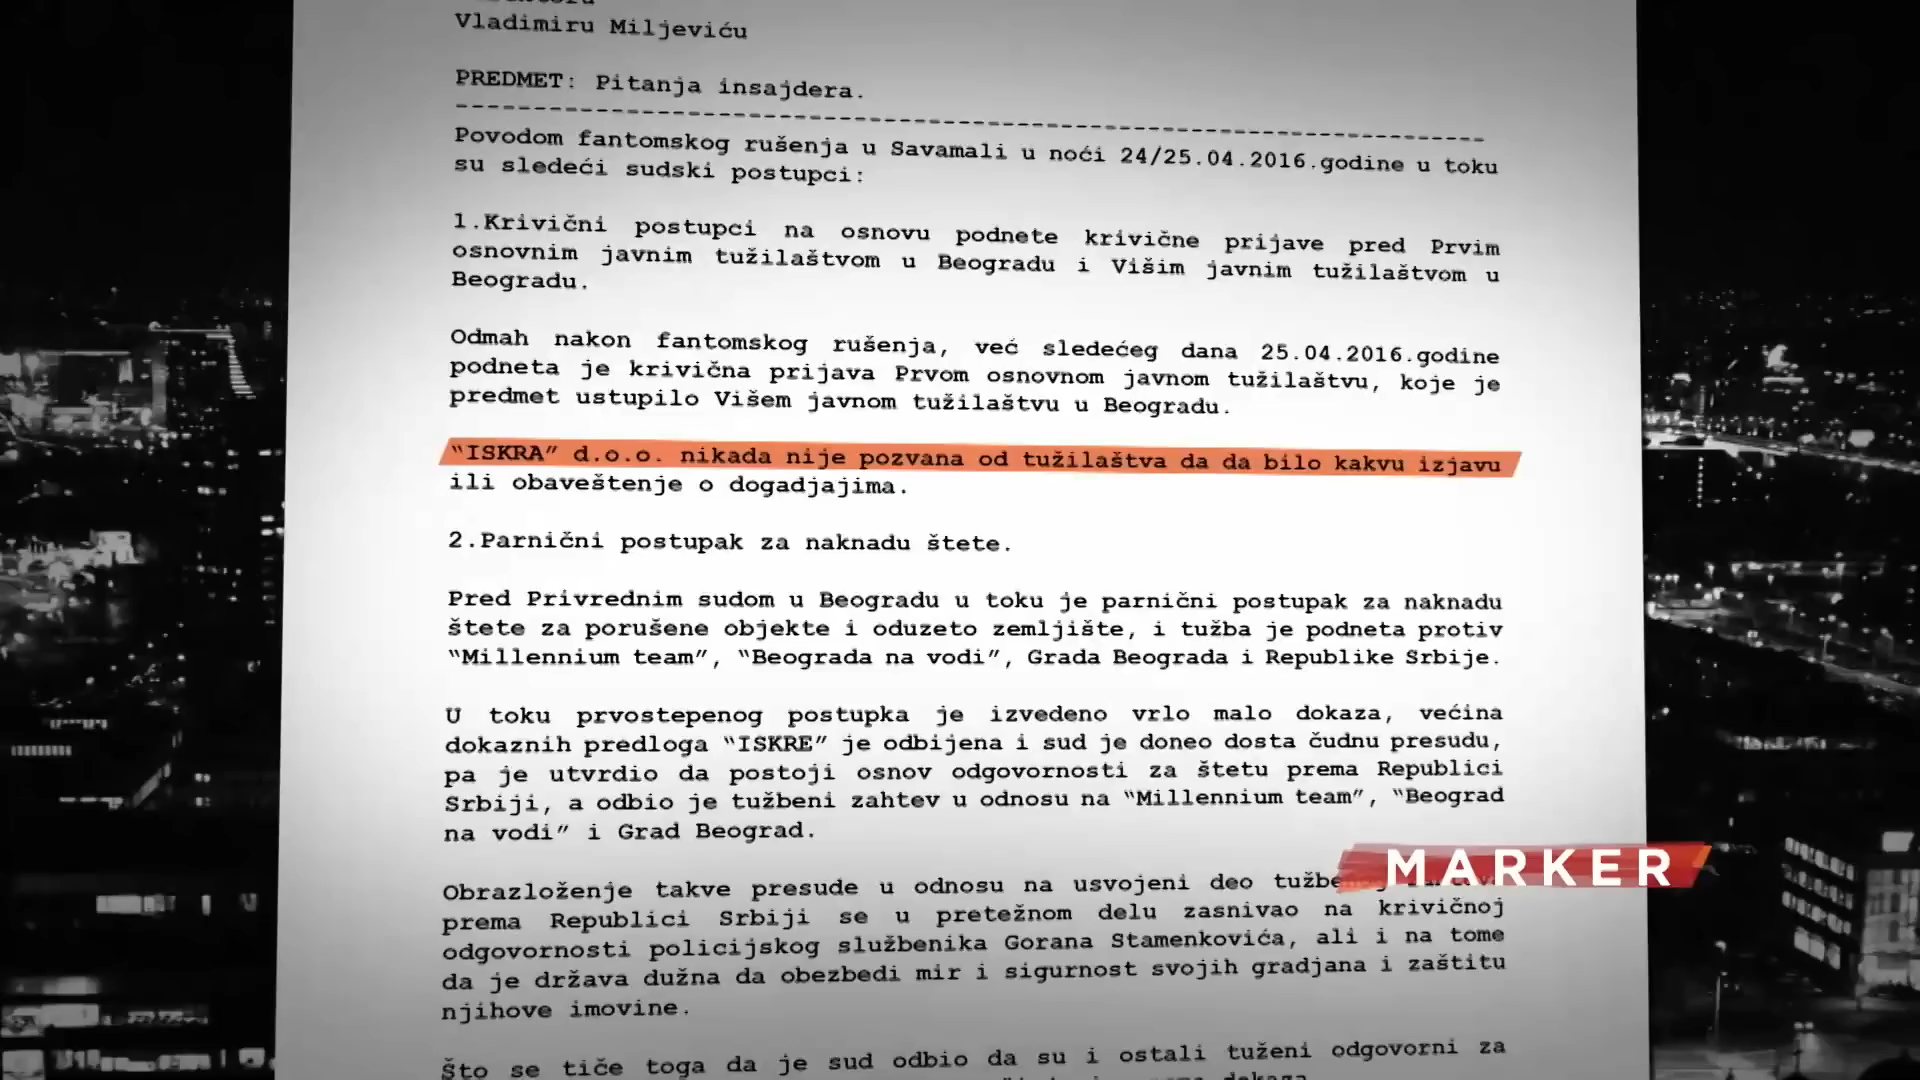 Vladimiru Miljeviću
PREDMET: Pitanja insajdera.
Povodom fantomskog rušenja u Savamali u noći 24/25.04.2016.godine u toku
su sledeći sudski postupci:
1.Krivični postupci na osnovu podnete krivične prijave pred Prvim
osnovnim javnim tužilaštvom u Beogradu i Višim javnim tužilaštvom u
Beogradu.
Odmah nakon fantomskog rušenja, već sledećeg dana 25.04.2016.godine
podneta je krivična prijava Prvom osnovnom javnom tužilaštvu, koje je
predmet ustupilo Višem javnom tužilaštvu u Beogradu.
“ISKRA” d.o.o. nikada nije pozvana od tužilaštva da da bilo kakvu izjavu
ili obaveštenje o dogadjajima.
2.Parnični postupak za naknadu štete.
Pred Privrednim sudom u Beogradu u toku je parnični postupak za naknadu
štete za porušene objekte i oduzeto zemljište, i tužba je podneta protiv
“Millennium team”, “Beograda na vodi”, Grada Beograda i Republike Srbije.
U toku prvostepenog postupka je izvedeno vrlo malo dokaza, većina
dokaznih predloga “ISKRE” je odbijena i sud je doneo dosta čudnu presudu,
pa je utvrdio da postoji osnov odgovornosti za štetu prema Republici
Srbiji, a odbio je tužbeni zahtev u odnosu na “Millennium team”, “Beograd
na vodi” i Grad Beograd.
MARKER
Obrazloženje takve presude u odnosu na usvojeni deo
prema Republici Srbiji se u pretežnom delu zasnivao na krivičnoj
odgovornosti policijskog službenika Gorana Stamenkovića, ali i na tome
da je država dužna da obezbedi mir i sigurnost svojih gradjana i zaštitu
njihove imovine.
Što se tiče toga da je sud odbio da su i ostali tuženi odgovorni za